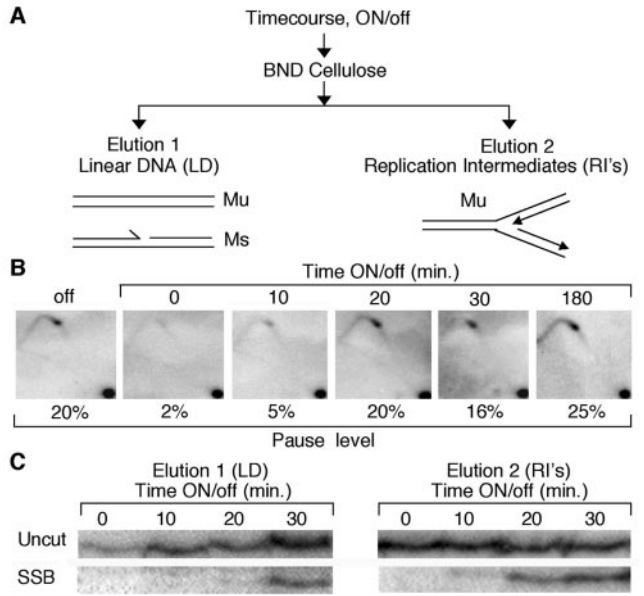 A
Timecourse, ON/off
BND Cellulose
Elution 1
Linear DNA (LD)
Mu
Ms
Elution 2
Replication Intermediates (RI's)
Mu
B
Time ON/off (min.)
off 0 10 20 30 180
20% 2% 5% 20% 16% 25%
Pause level
C
Elution 1 (LD)
Time ON/off (min.)
0 10 20 30
Elution 2 (RI's)
Time ON/off (min.)
0 10 20 30
Uncut
SSB